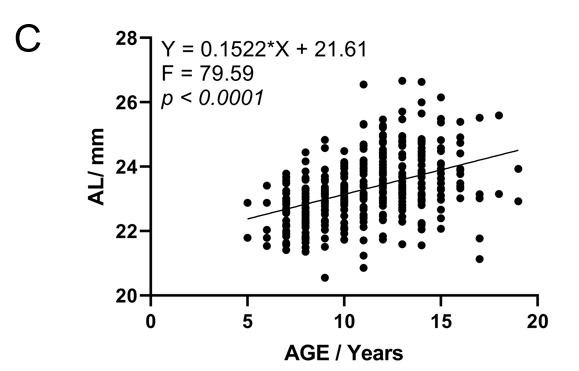 C
Y = 0.1522*X + 21.61
F = 79.59
p < 0.0001
28
26
24
22
20
AL/ mm
0
5
10
15
20
AGE / Years